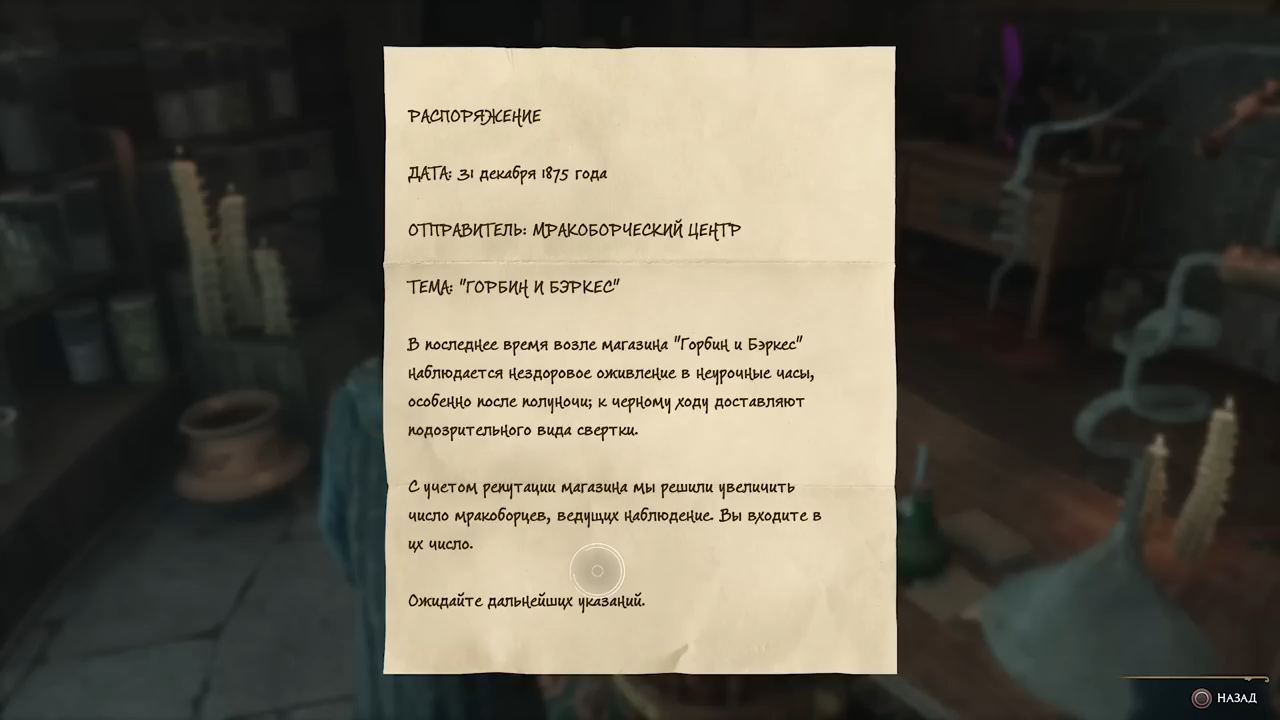 РАСПОРЯЖЕНИЕ
ДАТА: 31 декабря 1875 года
ОТПРАВИТЕЛЬ: МРАКОБОРЧЕСКИЙ ЦЕНТР
ТЕМА: "ГОРБИН И БЭРКЕС"
В последнее время возле магазина "Горбин и Бэркес"
наблюдается нездоровое оживление в неурочные часы,
особенно после полуночи; к черному ходу доставляют
подозрительного вида свертки.
С учетом репутации магазина мы решили увеличить
число мракоборцев, ведущих наблюдение. Вы входите в
их число.
Ожидайте дальнейших указаний.
НАЗАД